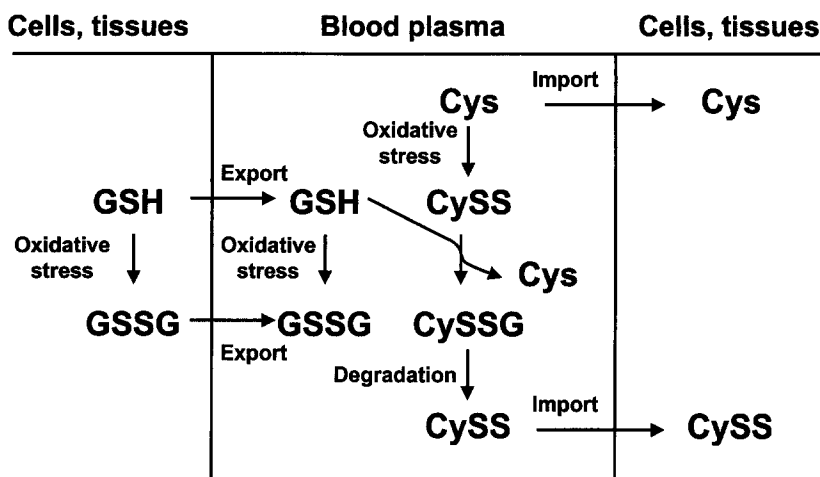 Cells, tissues Blood plasma Cells, tissues
Cys Import Cys
Oxidative
stress
Export
GSH GSH CySS
Oxidative Oxidative
stress stress
Cys
GSSG GSSG CySSG
Export
Degradation
CySS Import CySS